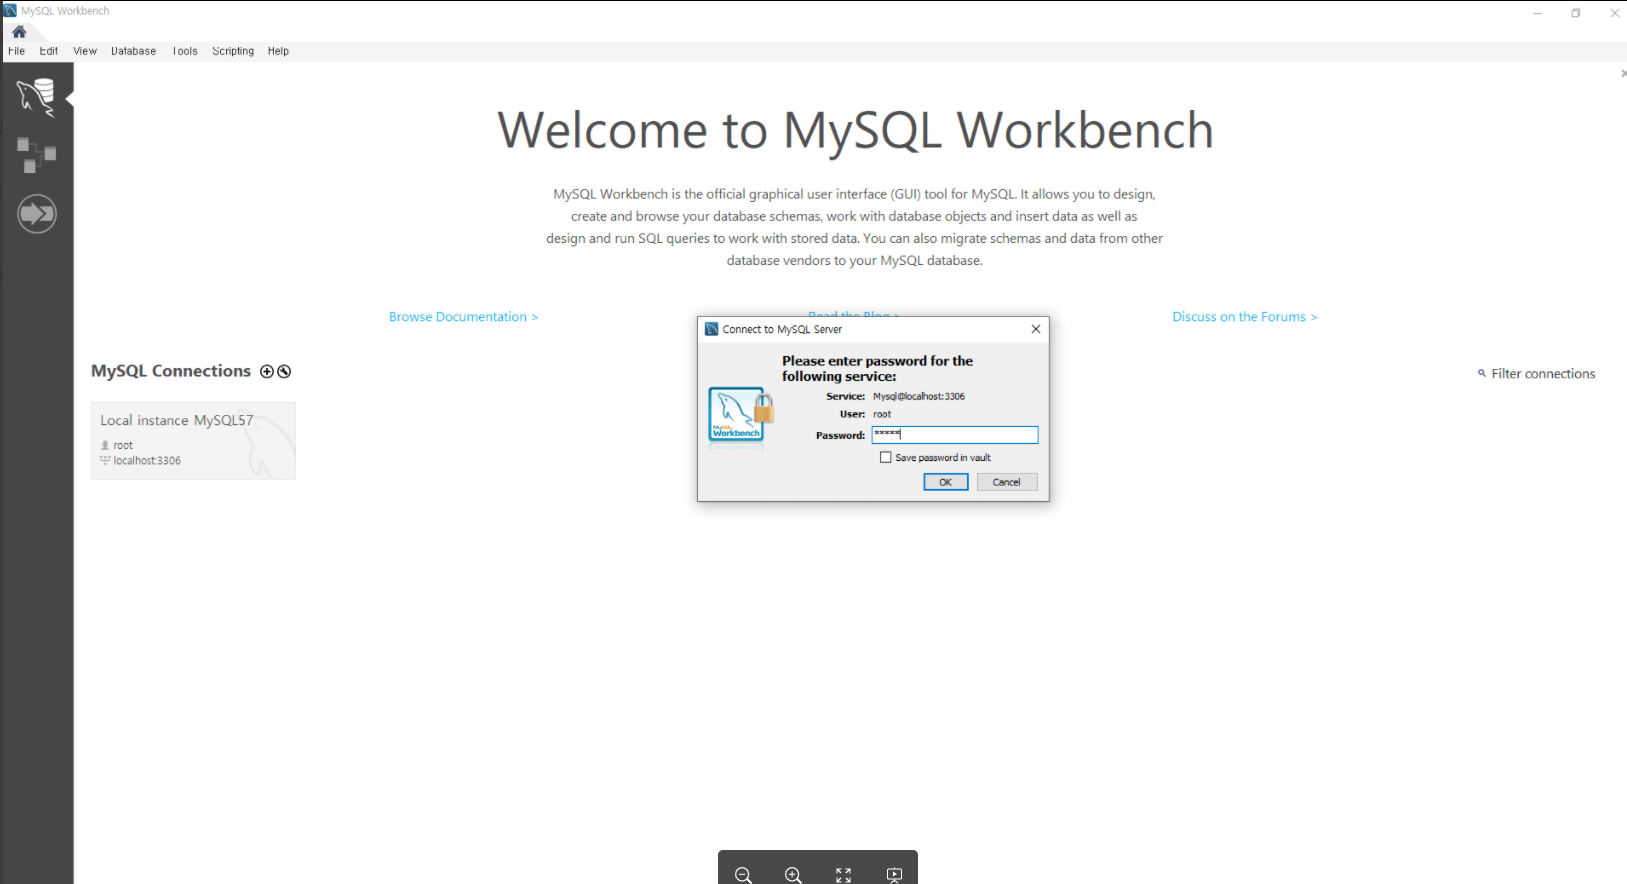 MySQL Workbench
File Edit View Database Tools Scripting Help
Welcome to MySQL Workbench
MySQL Workbench is the official graphical user interface (GUI) tool for MySQL. It allows you to design,
create and browse your database schemas, work with database objects and insert data as well as
design and run SQL queries to work with stored data. You can also migrate schemas and data from other
database vendors to your MySQL database.
Browse Documentation >
Read the Blog >
Discuss on the Forums >
MySQL Connections
Filter connections
Local instance MySQL57
root
localhost:3306
Connect to MySQL Server
Please enter password for the
following service:
Service: Mysql@localhost:3306
User: root
Password: *****
MySQL
Workbench
Save password in vault
OK Cancel